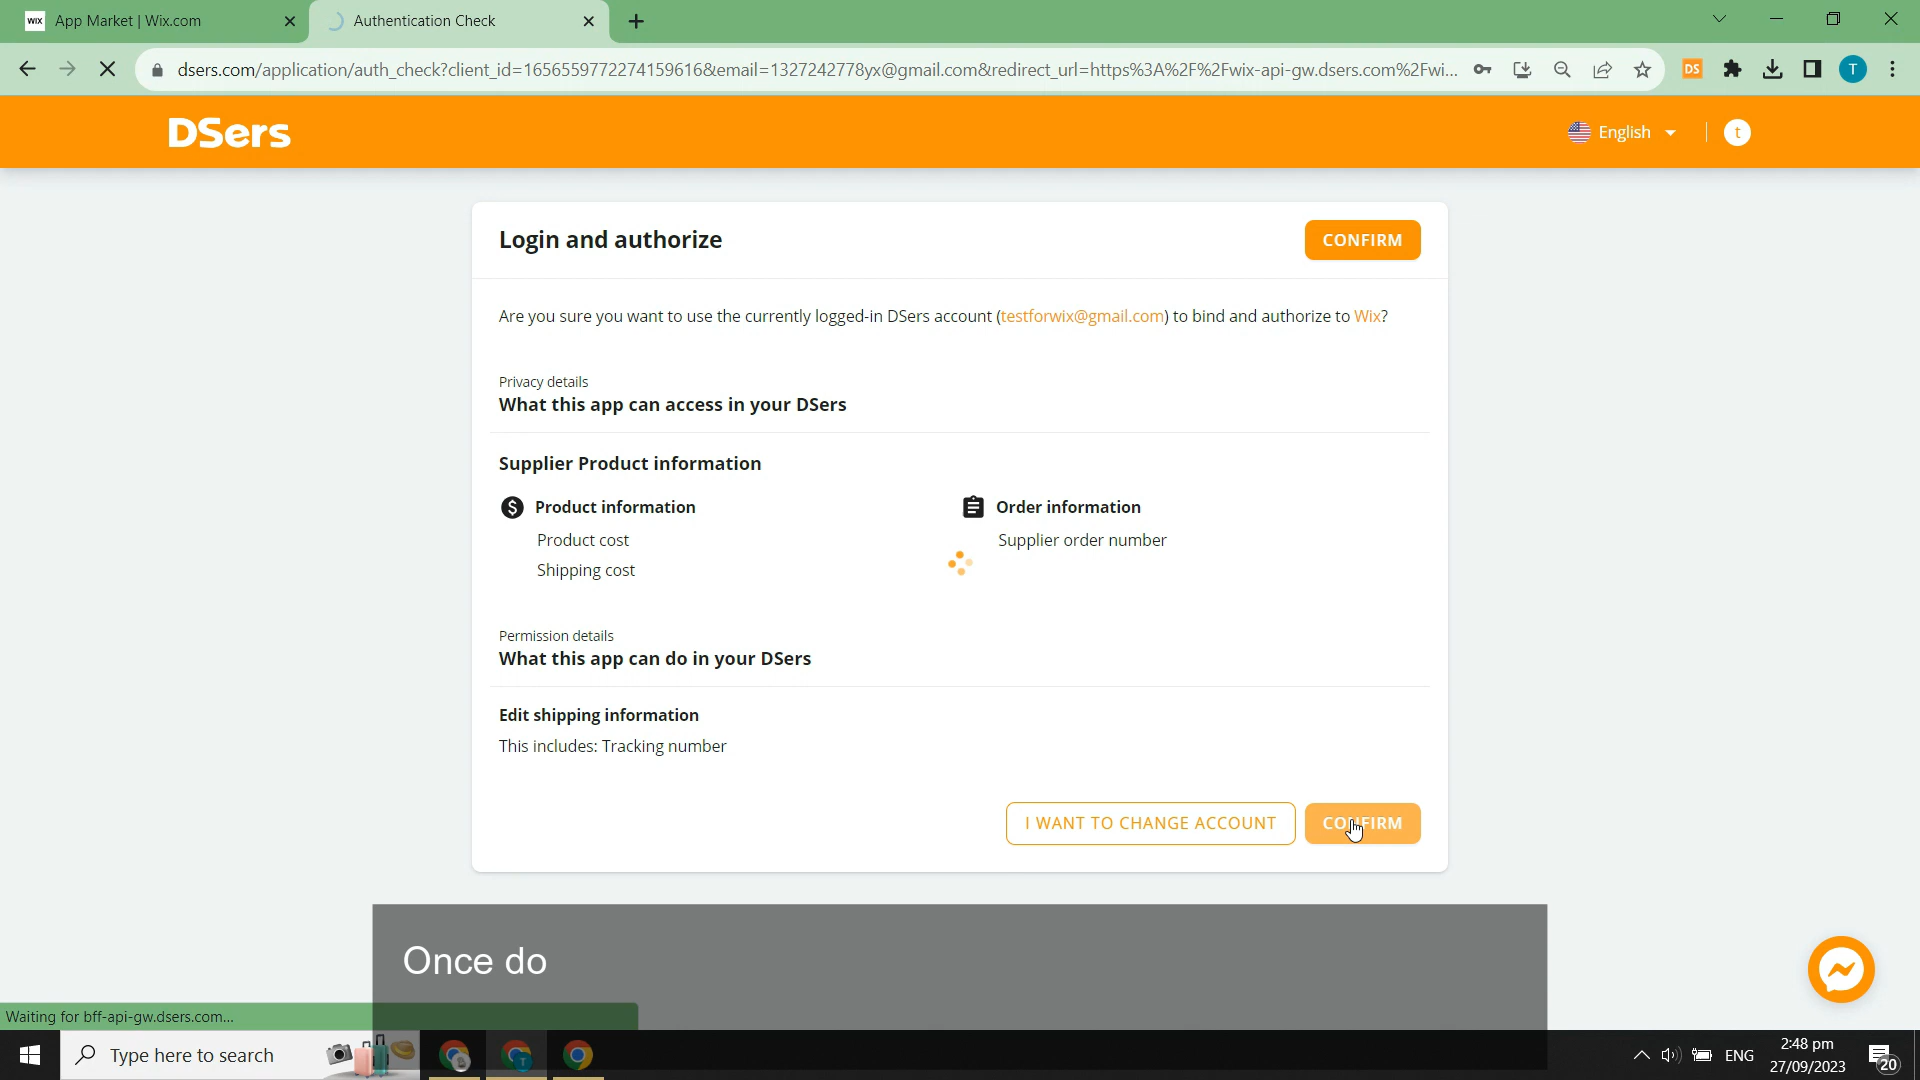 WIX App Market | Wix.com
Authentication Check
dsers.com/application/auth_check?client_id=1656559772274159616&email=1327242778yx@gmail.com&redirect_url=https%3A%2F%2Fwix-api-gw.dsers.com%2Fwi...
DS
T
DSers
English
t
Login and authorize
CONFIRM
Are you sure you want to use the currently logged-in DSers account (testforwix@gmail.com) to bind and authorize to Wix?
Privacy details
What this app can access in your DSers
Supplier Product information
Product information
Order information
Product cost
Supplier order number
Shipping cost
Permission details
What this app can do in your DSers
Edit shipping information
This includes: Tracking number
I WANT TO CHANGE ACCOUNT
CONFIRM
Once do
Waiting for bff-api-gw.dsers.com...
Type here to search
ENG
2:48 pm
27/09/2023
20